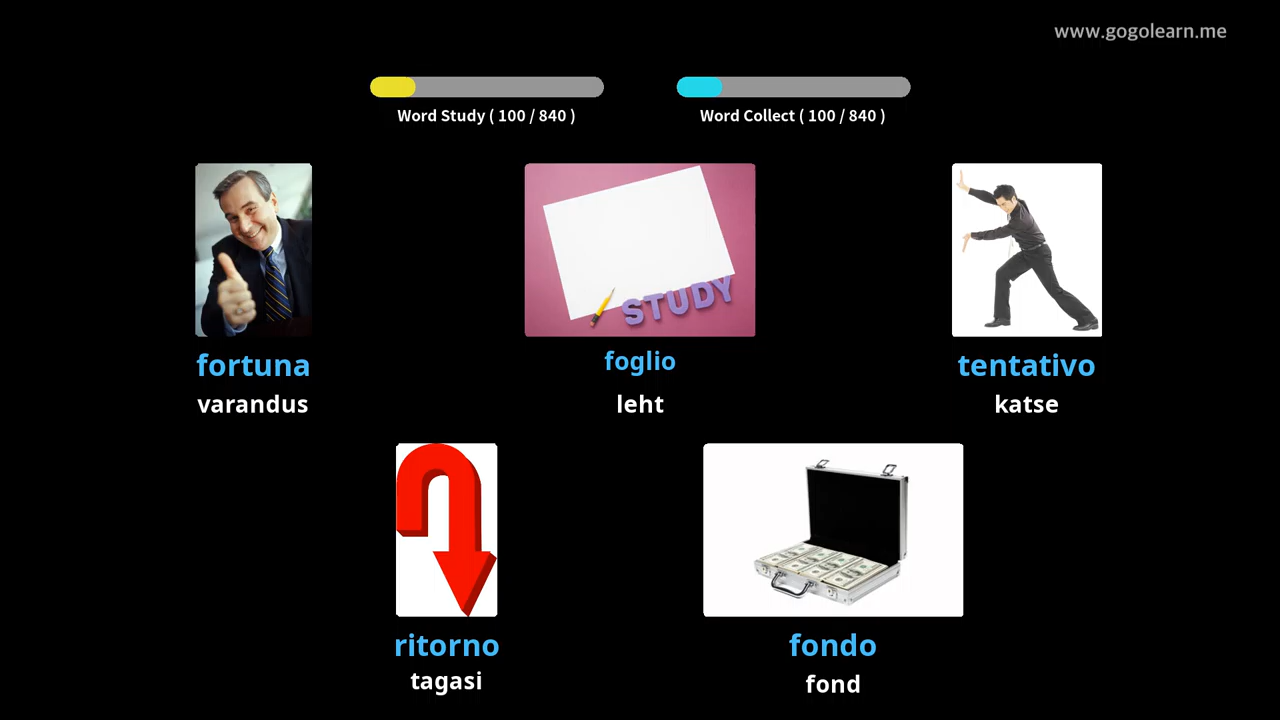 www.gogolearn.me
Word Study ( 100 / 840 )
Word Collect ( 100 / 840 )
STUDY
fortuna
varandus
foglio
leht
tentativo
katse
ritorno
tagasi
fondo
fond